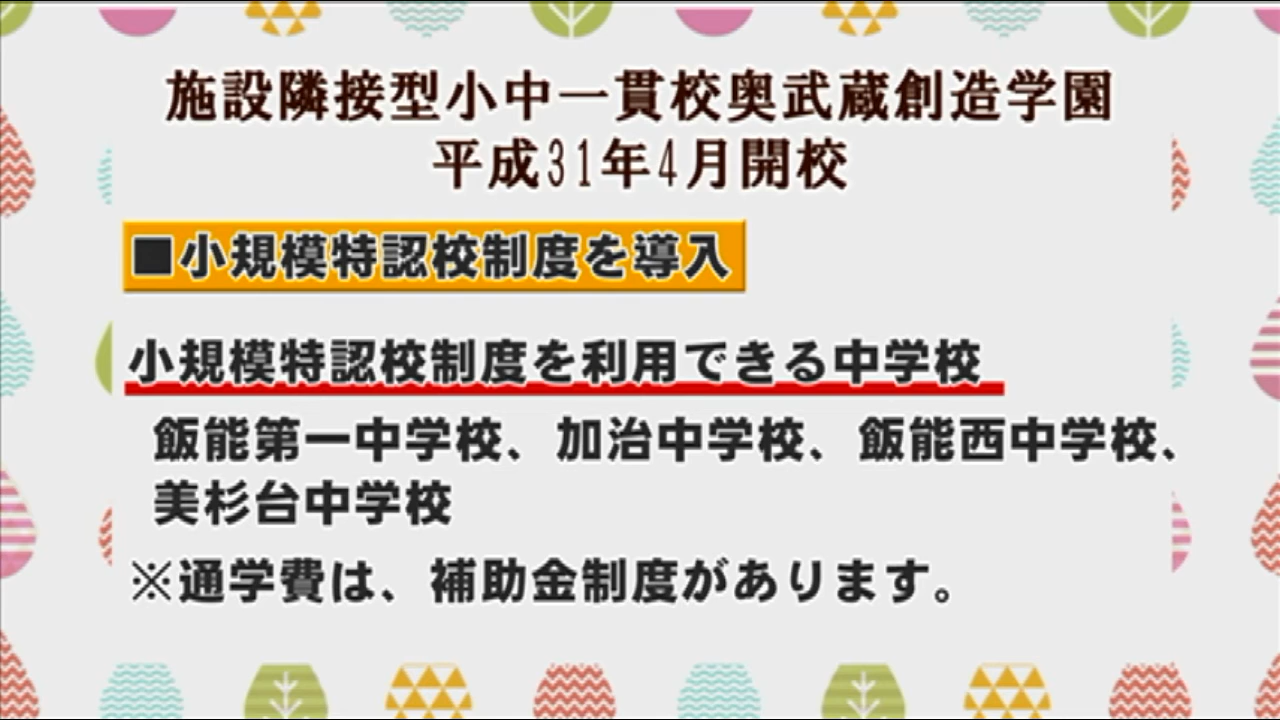 施設隣接型小中一貫校奥武蔵創造学園
平成31年4月開校
■小規模特認校制度を導入
小規模特認校制度を利用できる中学校
飯能第一中学校、加治中学校、飯能西中学校、
美杉台中学校
※通学費は、補助金制度があります。